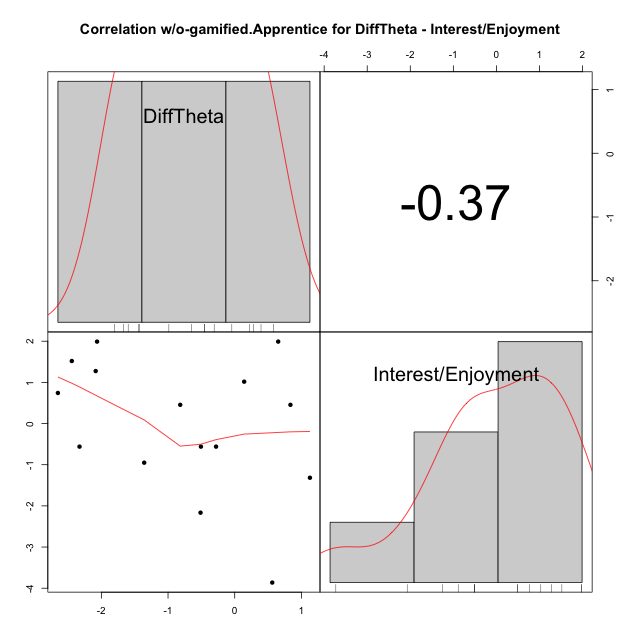 Correlation w/o-gamified.Apprentice for DiffTheta - Interest/Enjoyment
-4 -3 -2 -1 0 1 2
DiffTheta
-0.37
1
0
-1
-2
Interest/Enjoyment
2
1
0
-1
-2
-3
-4
-2 -1 0 1